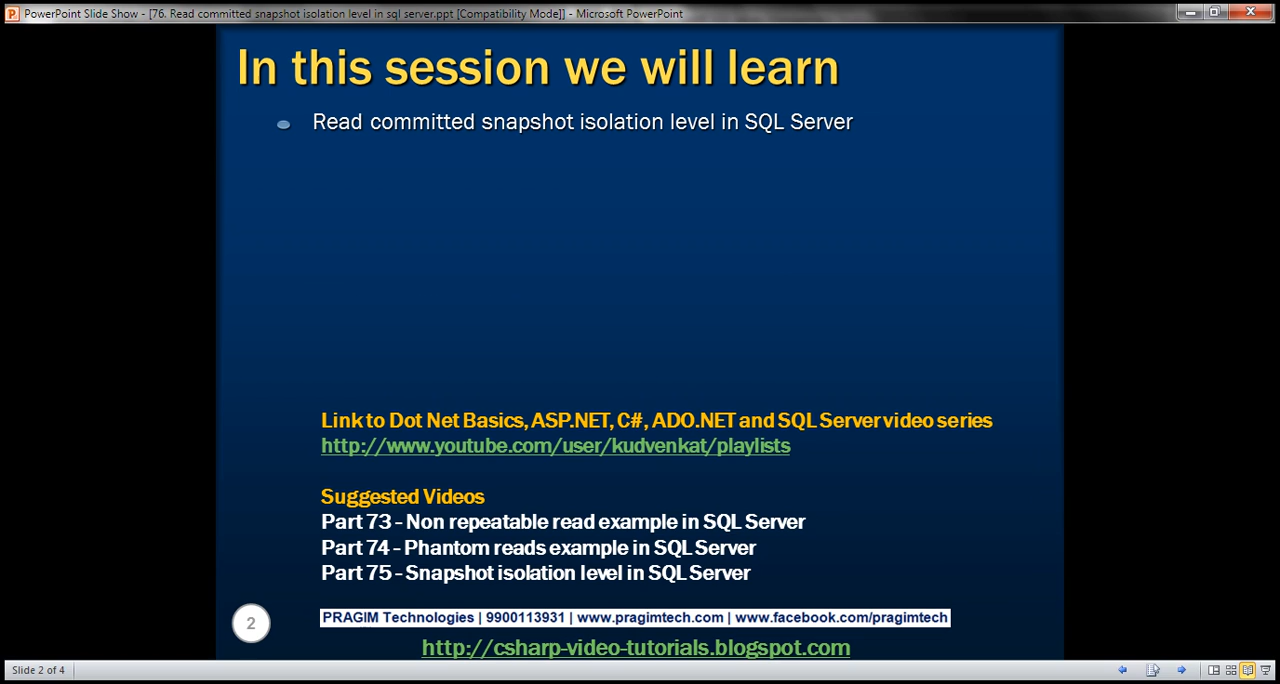 PowerPoint Slide Show - [76. Read committed snapshot isolation level in sql server.ppt [Compatibility Mode]] - Microsoft PowerPoint
In this session we will learn
Read committed snapshot isolation level in SQL Server
Link to Dot Net Basics, ASP.NET, C#, ADO.NET and SQL Server video series
http://www.youtube.com/user/kudvenkat/playlists
Suggested Videos
Part 73 - Non repeatable read example in SQL Server
Part 74 - Phantom reads example in SQL Server
Part 75 - Snapshot isolation level in SQL Server
2
PRAGIM Technologies | 9900113931 | www.pragimtech.com | www.facebook.com/pragimtech
http://csharp-video-tutorials.blogspot.com
Slide 2 of 4